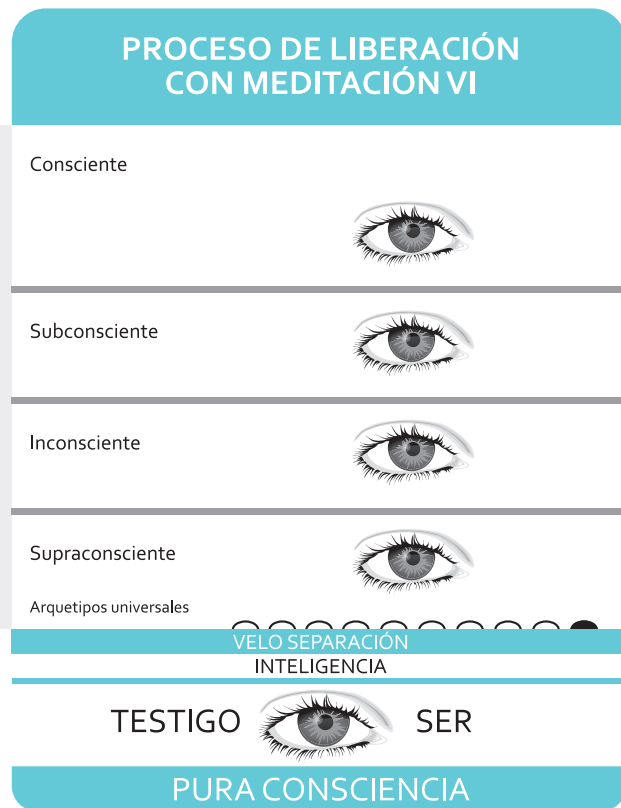 PROCESO DE LIBERACIÓN
CON MEDITACIÓN VI
Consciente
Subconsciente
Inconsciente
Supraconsciente
Arquetipos universales
VELO SEPARACIÓN
INTELIGENCIA
TESTIGO SER
PURA CONSCIENCIA